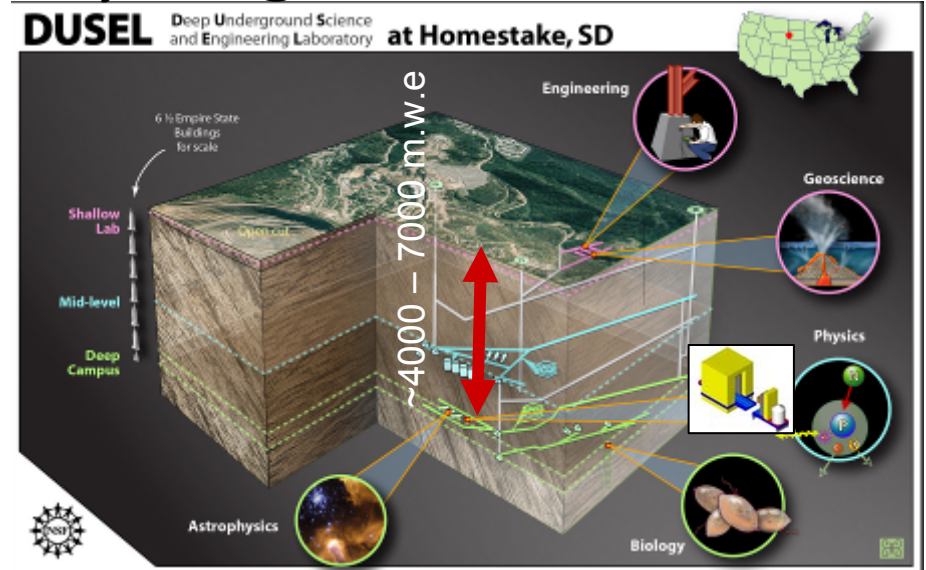 DUSEL Deep Underground Science
and Engineering Laboratory at Homestake, SD
6 ½ Empire State
Buildings
for scale
Engineering
Geoscience
Shallow
Lab
Open cut
~4000 – 7000 m.w.e
Mid-level
Physics
Deep
Campus
P
Astrophysics
Biology
NSF